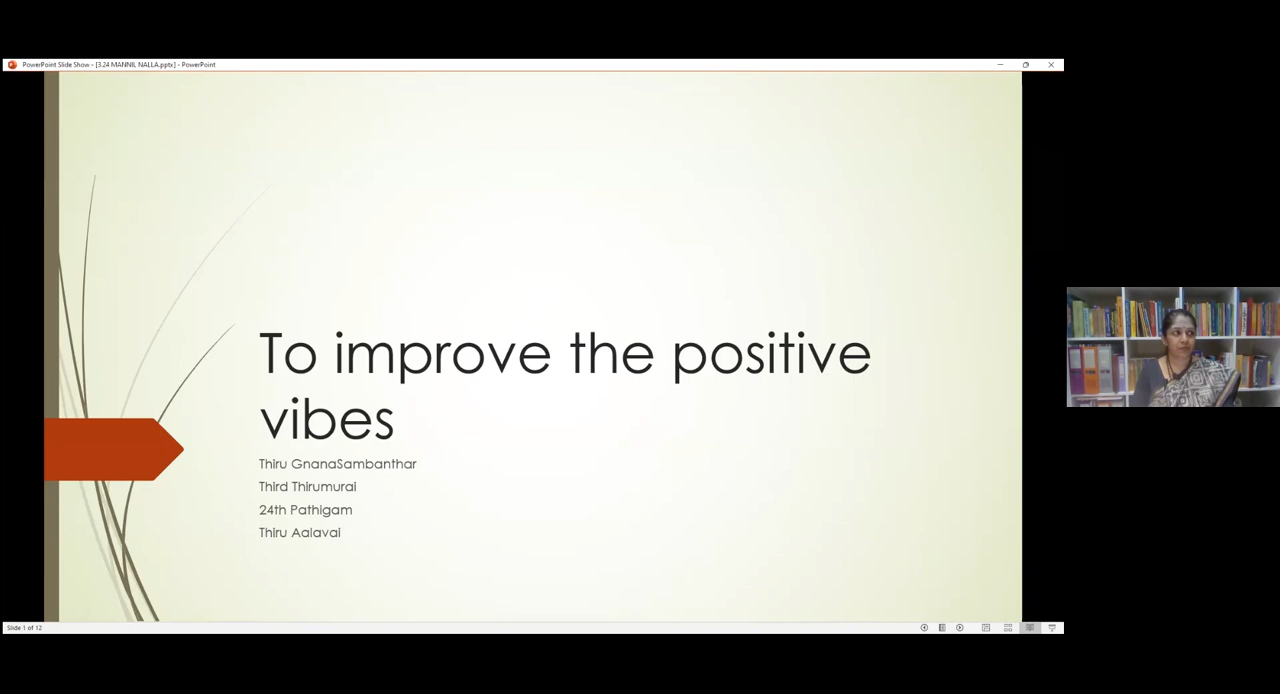 PowerPoint Slide Show - [3.24 MANNIL NALLA.pptx] - PowerPoint
To improve the positive
vibes
Thiru GnanaSambanthar
Third Thirumurai
24th Pathigam
Thiru Aalavai
Slide 1 of 12